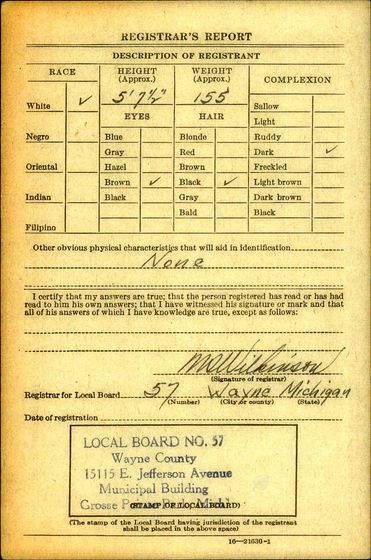 REGISTRAR'S REPORT
DESCRIPTION OF REGISTRANT
RACE HEIGHT (Approx.) WEIGHT (Approx.) COMPLEXION
White ✓ 5' 7½" 155 Sallow
EYES HAIR Light
Negro Blue Blonde Ruddy
Gray Red Dark ✓
Oriental Hazel Brown Freckled
Brown ✓ Black ✓ Light brown
Indian Black Gray Dark brown
Bald Black
Filipino
Other obvious physical characteristics that will aid in identification
None
I certify that my answers are true; that the person registered has read or has had
read to him his own answers; that I have witnessed his signature or mark and that
all of his answers of which I have knowledge are true, except as follows:
Wilkinson
(Signature of registrar)
Registrar for Local Board 57 Wayne Michigan
(Number) (City or county) (State)
Date of registration
LOCAL BOARD NO. 57
Wayne County
15115 E. Jefferson Avenue
Municipal Building
Grosse Pointe Park, Mich.
(STAMP OF LOCAL BOARD)
(The stamp of the Local Board having jurisdiction of the registrant
shall be placed in the above space)
16—21630-1